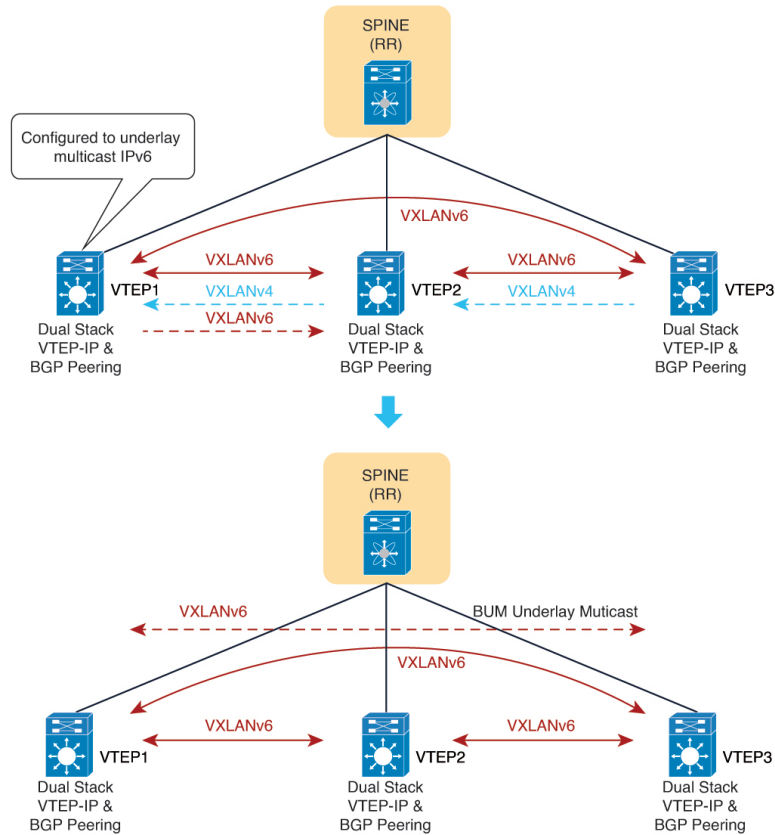 SPINE
(RR)
Configured to underlay
multicast IPv6
VXLANv6
VXLANv6
VXLANv6
VTEP1
VXLANv4
VTEP2
VXLANv4
VTEP3
VXLANv6
Dual Stack
VTEP-IP &
BGP Peering
Dual Stack
VTEP-IP &
BGP Peering
Dual Stack
VTEP-IP &
BGP Peering
SPINE
(RR)
VXLANv6
BUM Underlay Muticast
VXLANv6
VXLANv6
VXLANv6
VTEP1
VTEP2
VTEP3
Dual Stack
VTEP-IP &
BGP Peering
Dual Stack
VTEP-IP &
BGP Peering
Dual Stack
VTEP-IP &
BGP Peering